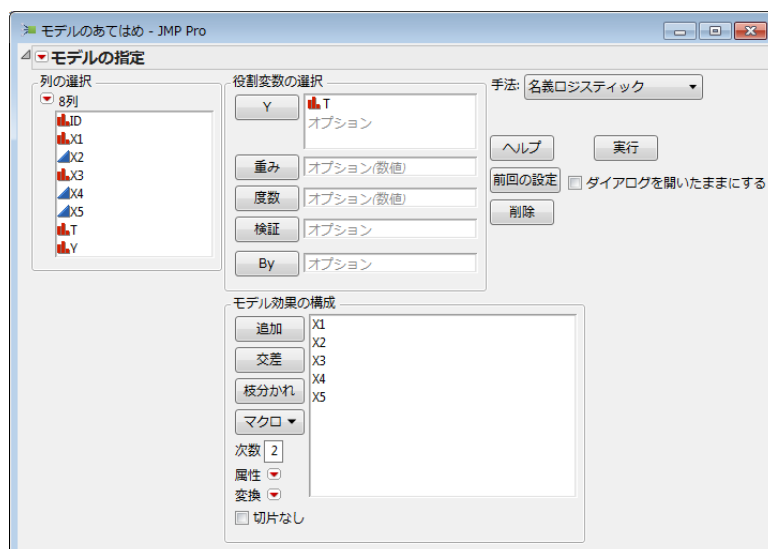 モデルのあてはめ - JMP Pro
モデルの指定
列の選択
8列
ID
X1
X2
X3
X4
X5
T
Y
役割変数の選択
Y
T
オプション
重み
オプション(数値)
度数
オプション(数値)
検証
オプション
By
オプション
手法:
名義ロジスティック
ヘルプ
実行
前回の設定
ダイアログを開いたままにする
削除
モデル効果の構成
追加
交差
枝分かれ
マクロ
次数 2
属性
変換
切片なし
X1
X2
X3
X4
X5